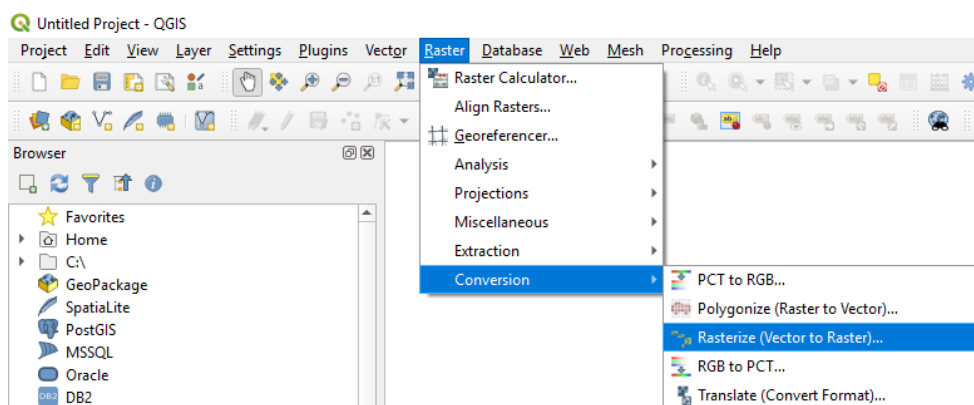 Untitled Project - QGIS
Project Edit View Layer Settings Plugins Vector Raster Database Web Mesh Processing Help
Raster Calculator...
Align Rasters...
Georeferencer...
Browser
Analysis
Projections
Miscellaneous
Extraction
Conversion
Favorites
Home
C:\
GeoPackage
SpatiaLite
PostGIS
MSSQL
Oracle
DB2
PCT to RGB...
Polygonize (Raster to Vector)...
Rasterize (Vector to Raster)...
RGB to PCT...
Translate (Convert Format)...